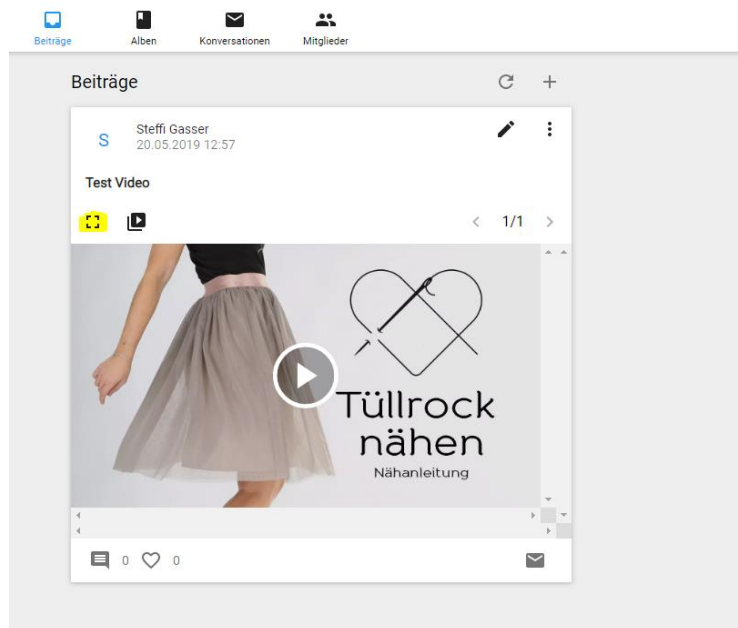 Beiträge Alben Konversationen Mitglieder
Beiträge
S
Steffi Gasser
20.05.2019 12:57
Test Video
1/1
Tüllrock
nähen
Nähanleitung
0 0